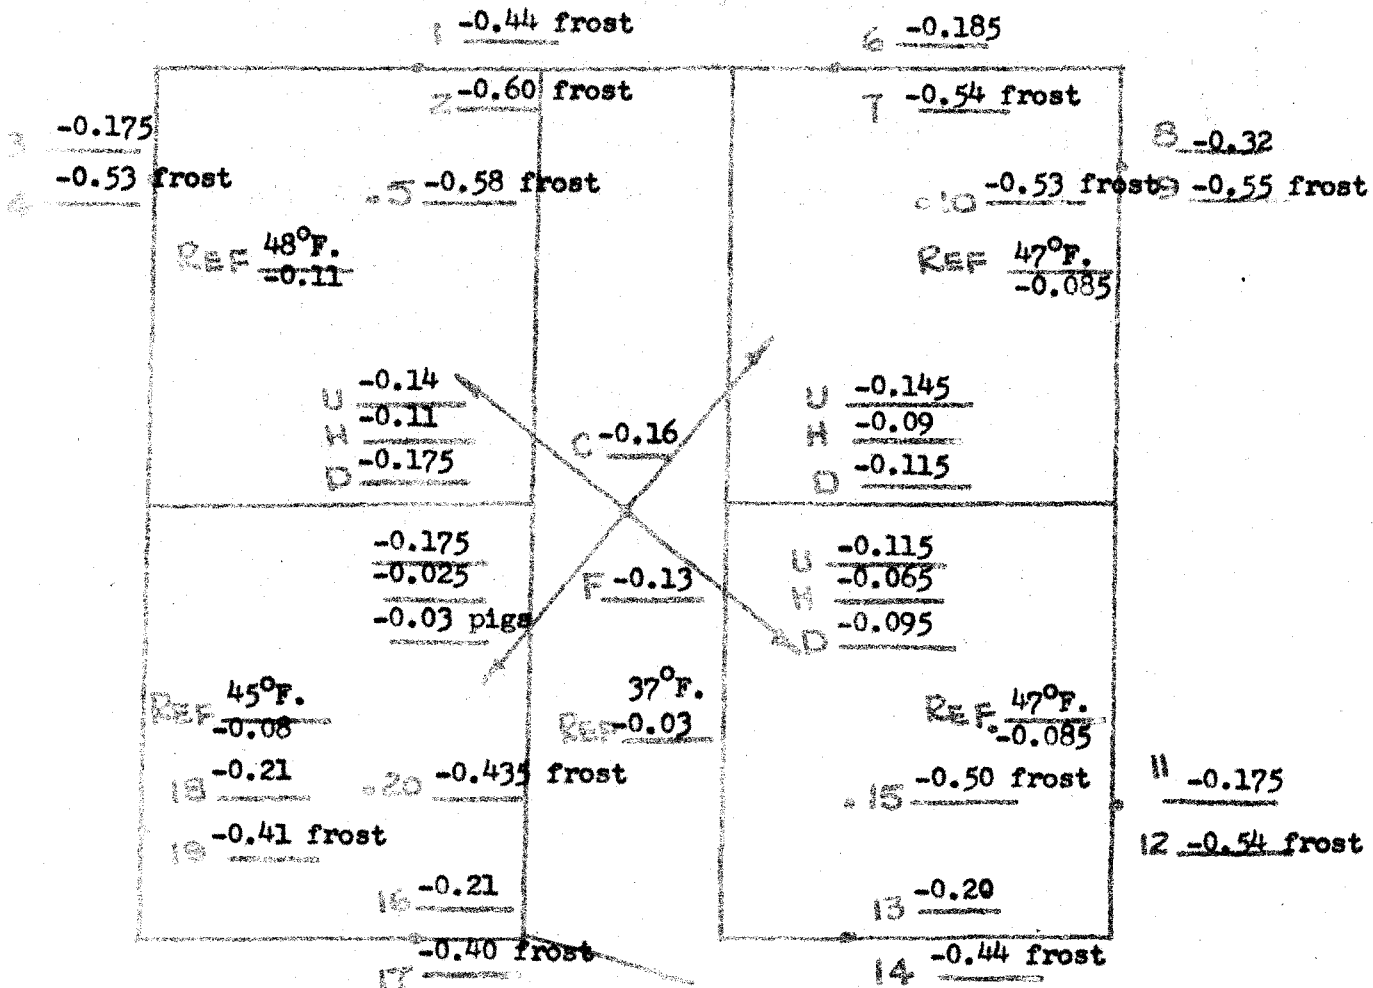 1 -0.44 frost
6 -0.185
2 -0.60 frost
7 -0.54 frost
3 -0.175
8 -0.32
4 -0.53 frost
.5 -0.58 frost
.10 -0.53 frost
9 -0.55 frost
REF 48°F.
-0.11
REF 47°F.
-0.085
U -0.14
H -0.11
D -0.175
C -0.16
U -0.145
H -0.09
D -0.115
-0.175
-0.025
-0.03 pigs
F -0.13
U -0.115
H -0.065
D -0.095
REF 45°F.
-0.08
37°F.
REF -0.03
REF 47°F.
-0.085
18 -0.21
.20 -0.435 frost
.15 -0.50 frost
11 -0.175
19 -0.41 frost
12 -0.54 frost
16 -0.21
13 -0.20
17 -0.40 frost
14 -0.44 frost